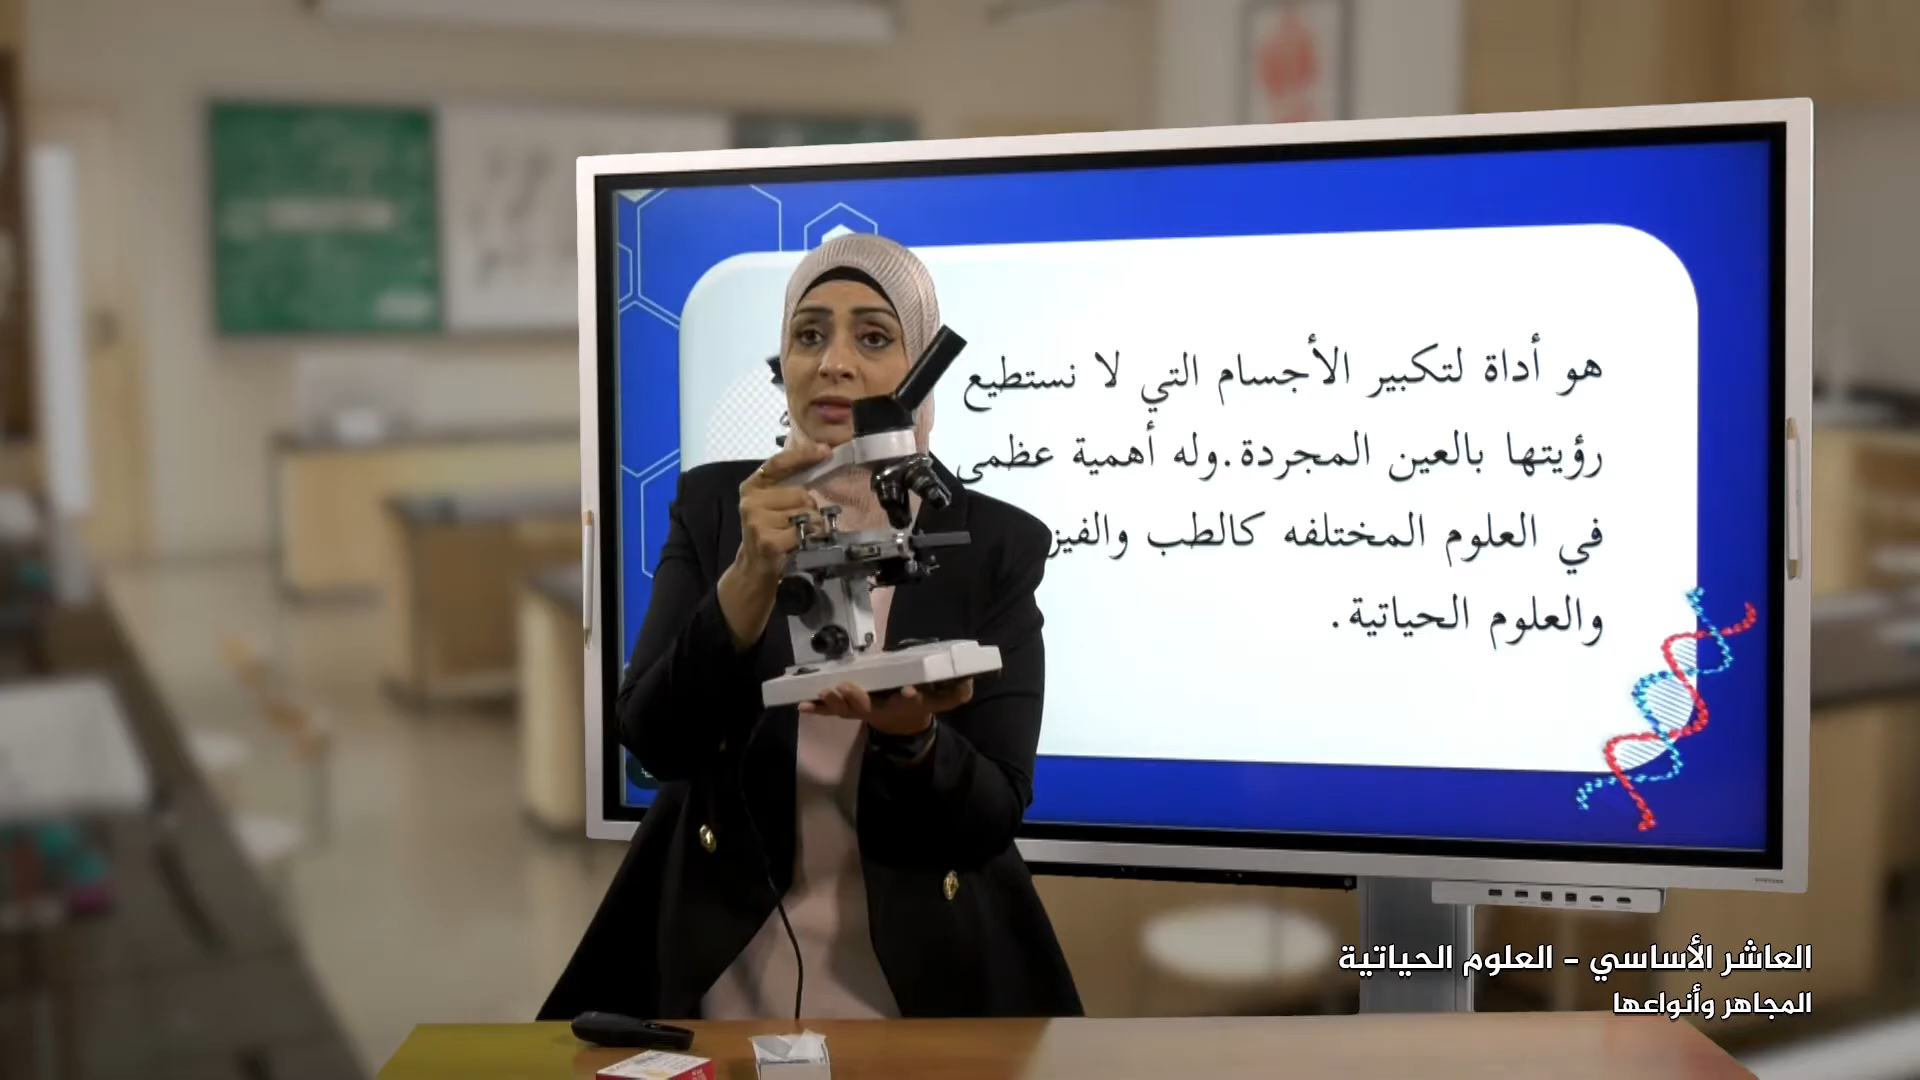 هو أداة لتكبير الأجسام التي لا نستطيع
رؤيتها بالعين المجردة.وله أهمية عظمى
في العلوم المختلفه كالطب
والعلوم الحياتية.
العاشر الأساسي - العلوم الحياتية
المجاهر وأنواعها